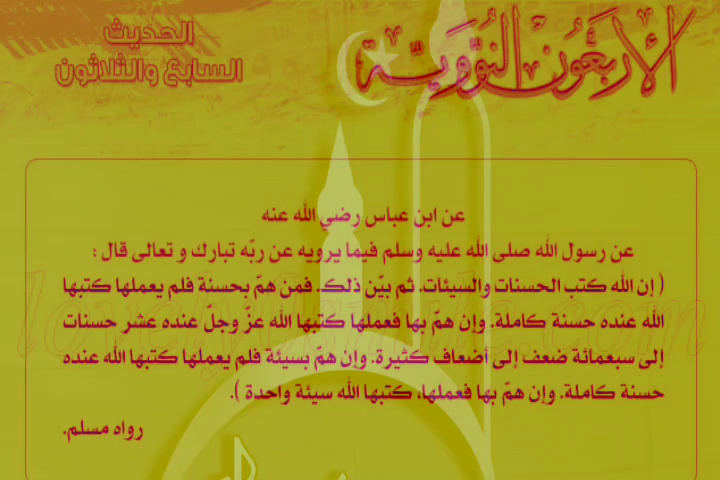 الأربعون النووية
الحديث
السابع والثلاثون
عن ابن عباس رضي الله عنه
عن رسول الله صلى الله عليه وسلم فيما يرويه عن ربّه تبارك و تعالى قال :
( إن الله كتب الحسنات والسيئات. ثم بيّن ذلك. فمن همّ بحسنة فلم يعملها كتبها
الله عنده حسنة كاملة. وإن همّ بها فعملها كتبها الله عزّ وجلّ عنده عشر حسنات
إلى سبعمائة ضعف إلى أضعاف كثيرة. وإن همّ بسيئة فلم يعملها كتبها الله عنده
حسنة كاملة. وإن همّ بها فعملها، كتبها الله سيئة واحدة ).
رواه مسلم.